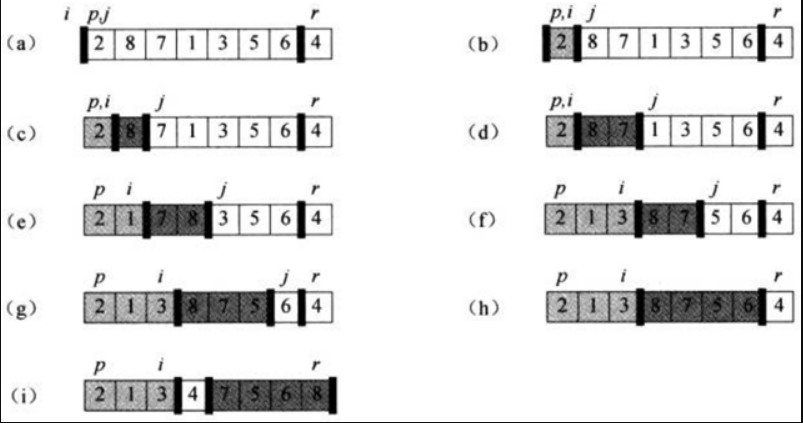 i p,j r
(a) 2 8 7 1 3 5 6 4
p,i j r
(b) 2 8 7 1 3 5 6 4
p,i j r
(c) 2 8 7 1 3 5 6 4
p,i j r
(d) 2 8 7 1 3 5 6 4
p i j r
(e) 2 1 7 8 3 5 6 4
p i j r
(f) 2 1 3 8 7 5 6 4
p i j r
(g) 2 1 3 8 7 5 6 4
p i r
(h) 2 1 3 8 7 5 6 4
p i r
(i) 2 1 3 4 7 5 6 8